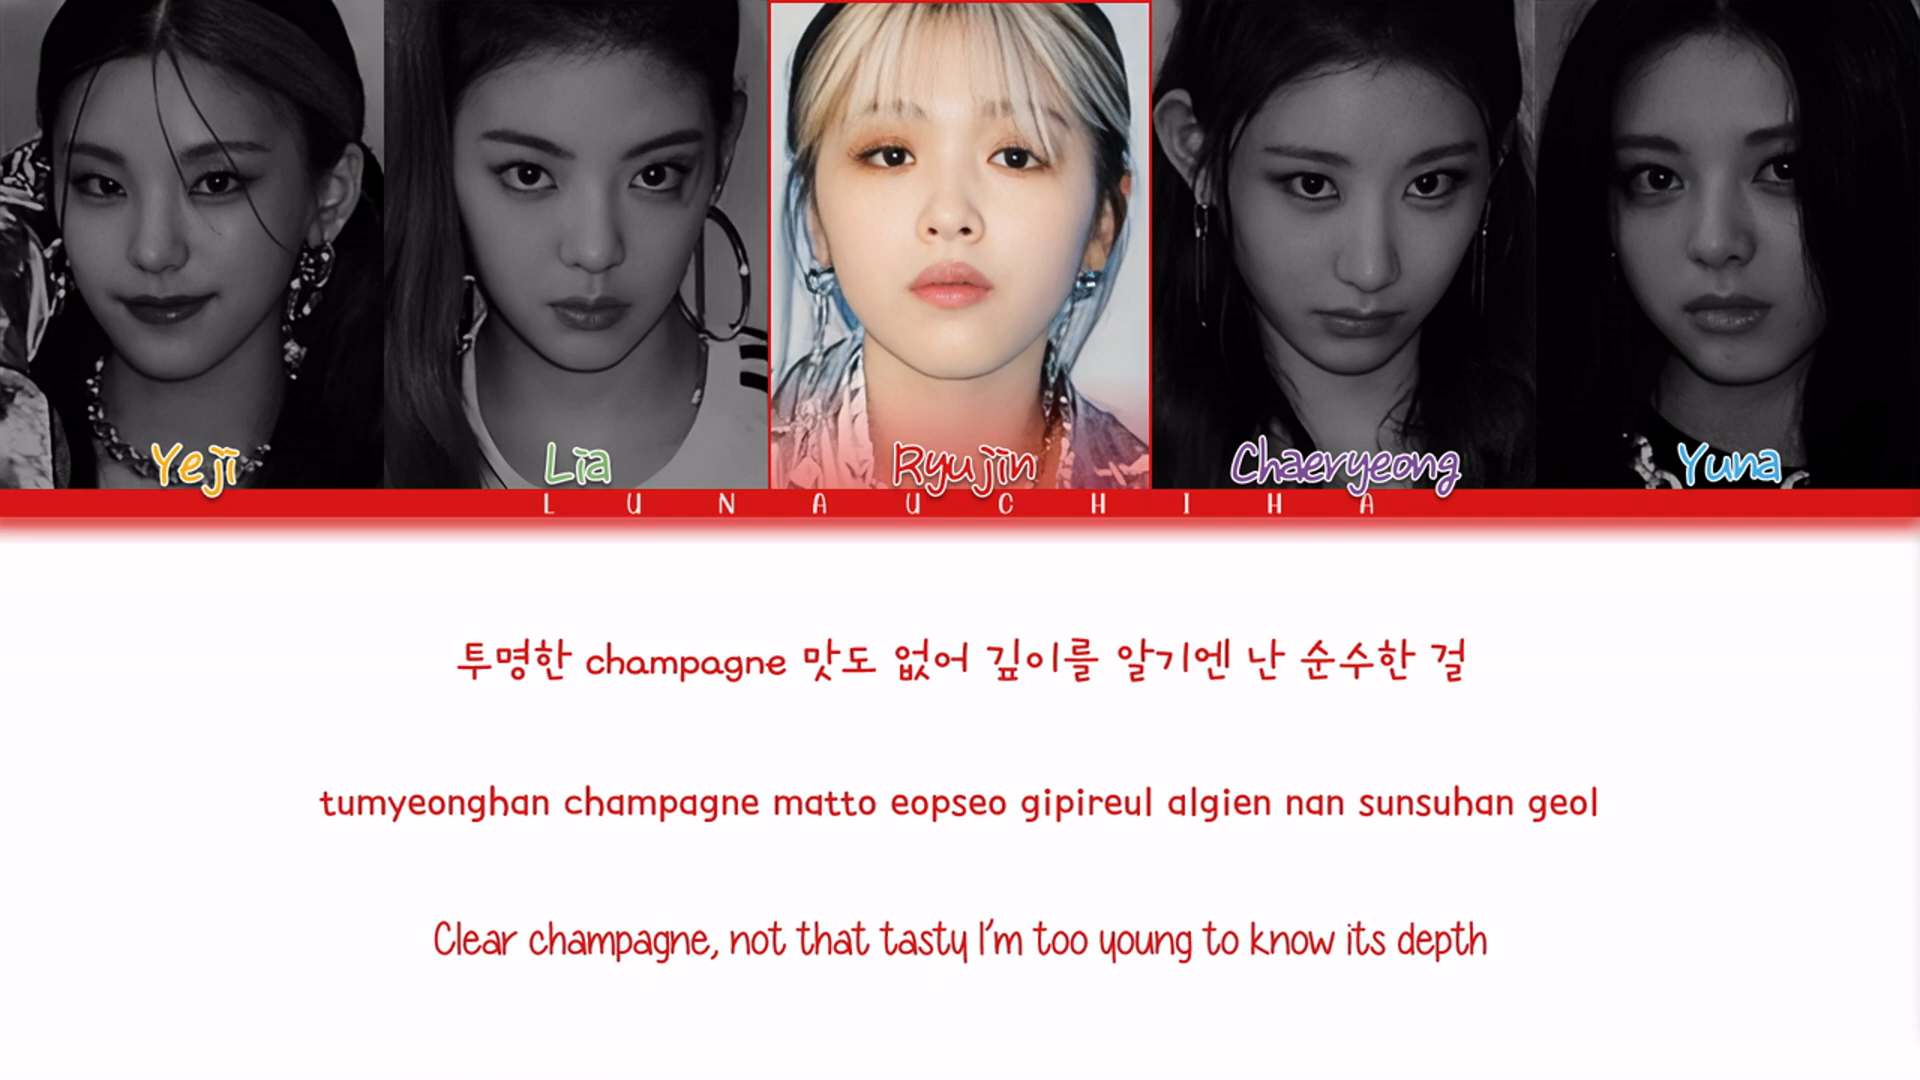 Yeji Lia Ryujin Chaeryeong Yuna
LUNAUCHIHA
투명한 champagne 맛도 없어 깊이를 알기엔 난 순수한 걸
tumyeonghan champagne matto eopseo gipireul algien nan sunsuhan geol
Clear champagne, not that tasty I'm too young to know its depth